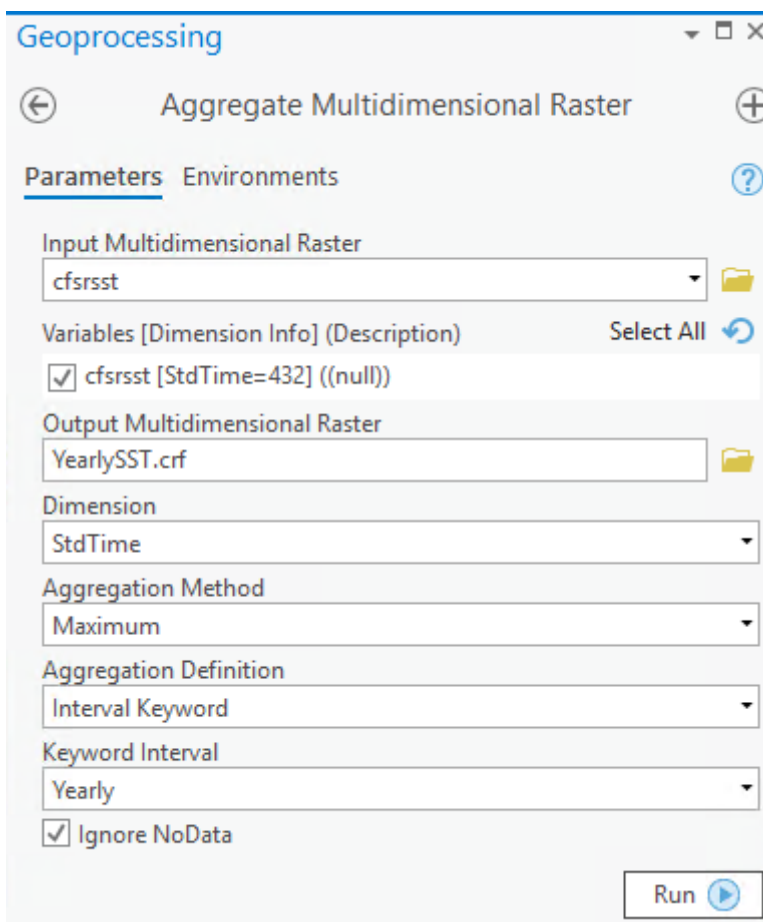 Geoprocessing
Aggregate Multidimensional Raster
Parameters Environments
Input Multidimensional Raster
cfsrsst
Variables [Dimension Info] (Description) Select All
cfsrsst [StdTime=432] ((null))
Output Multidimensional Raster
YearlySST.crf
Dimension
StdTime
Aggregation Method
Maximum
Aggregation Definition
Interval Keyword
Keyword Interval
Yearly
Ignore NoData
Run